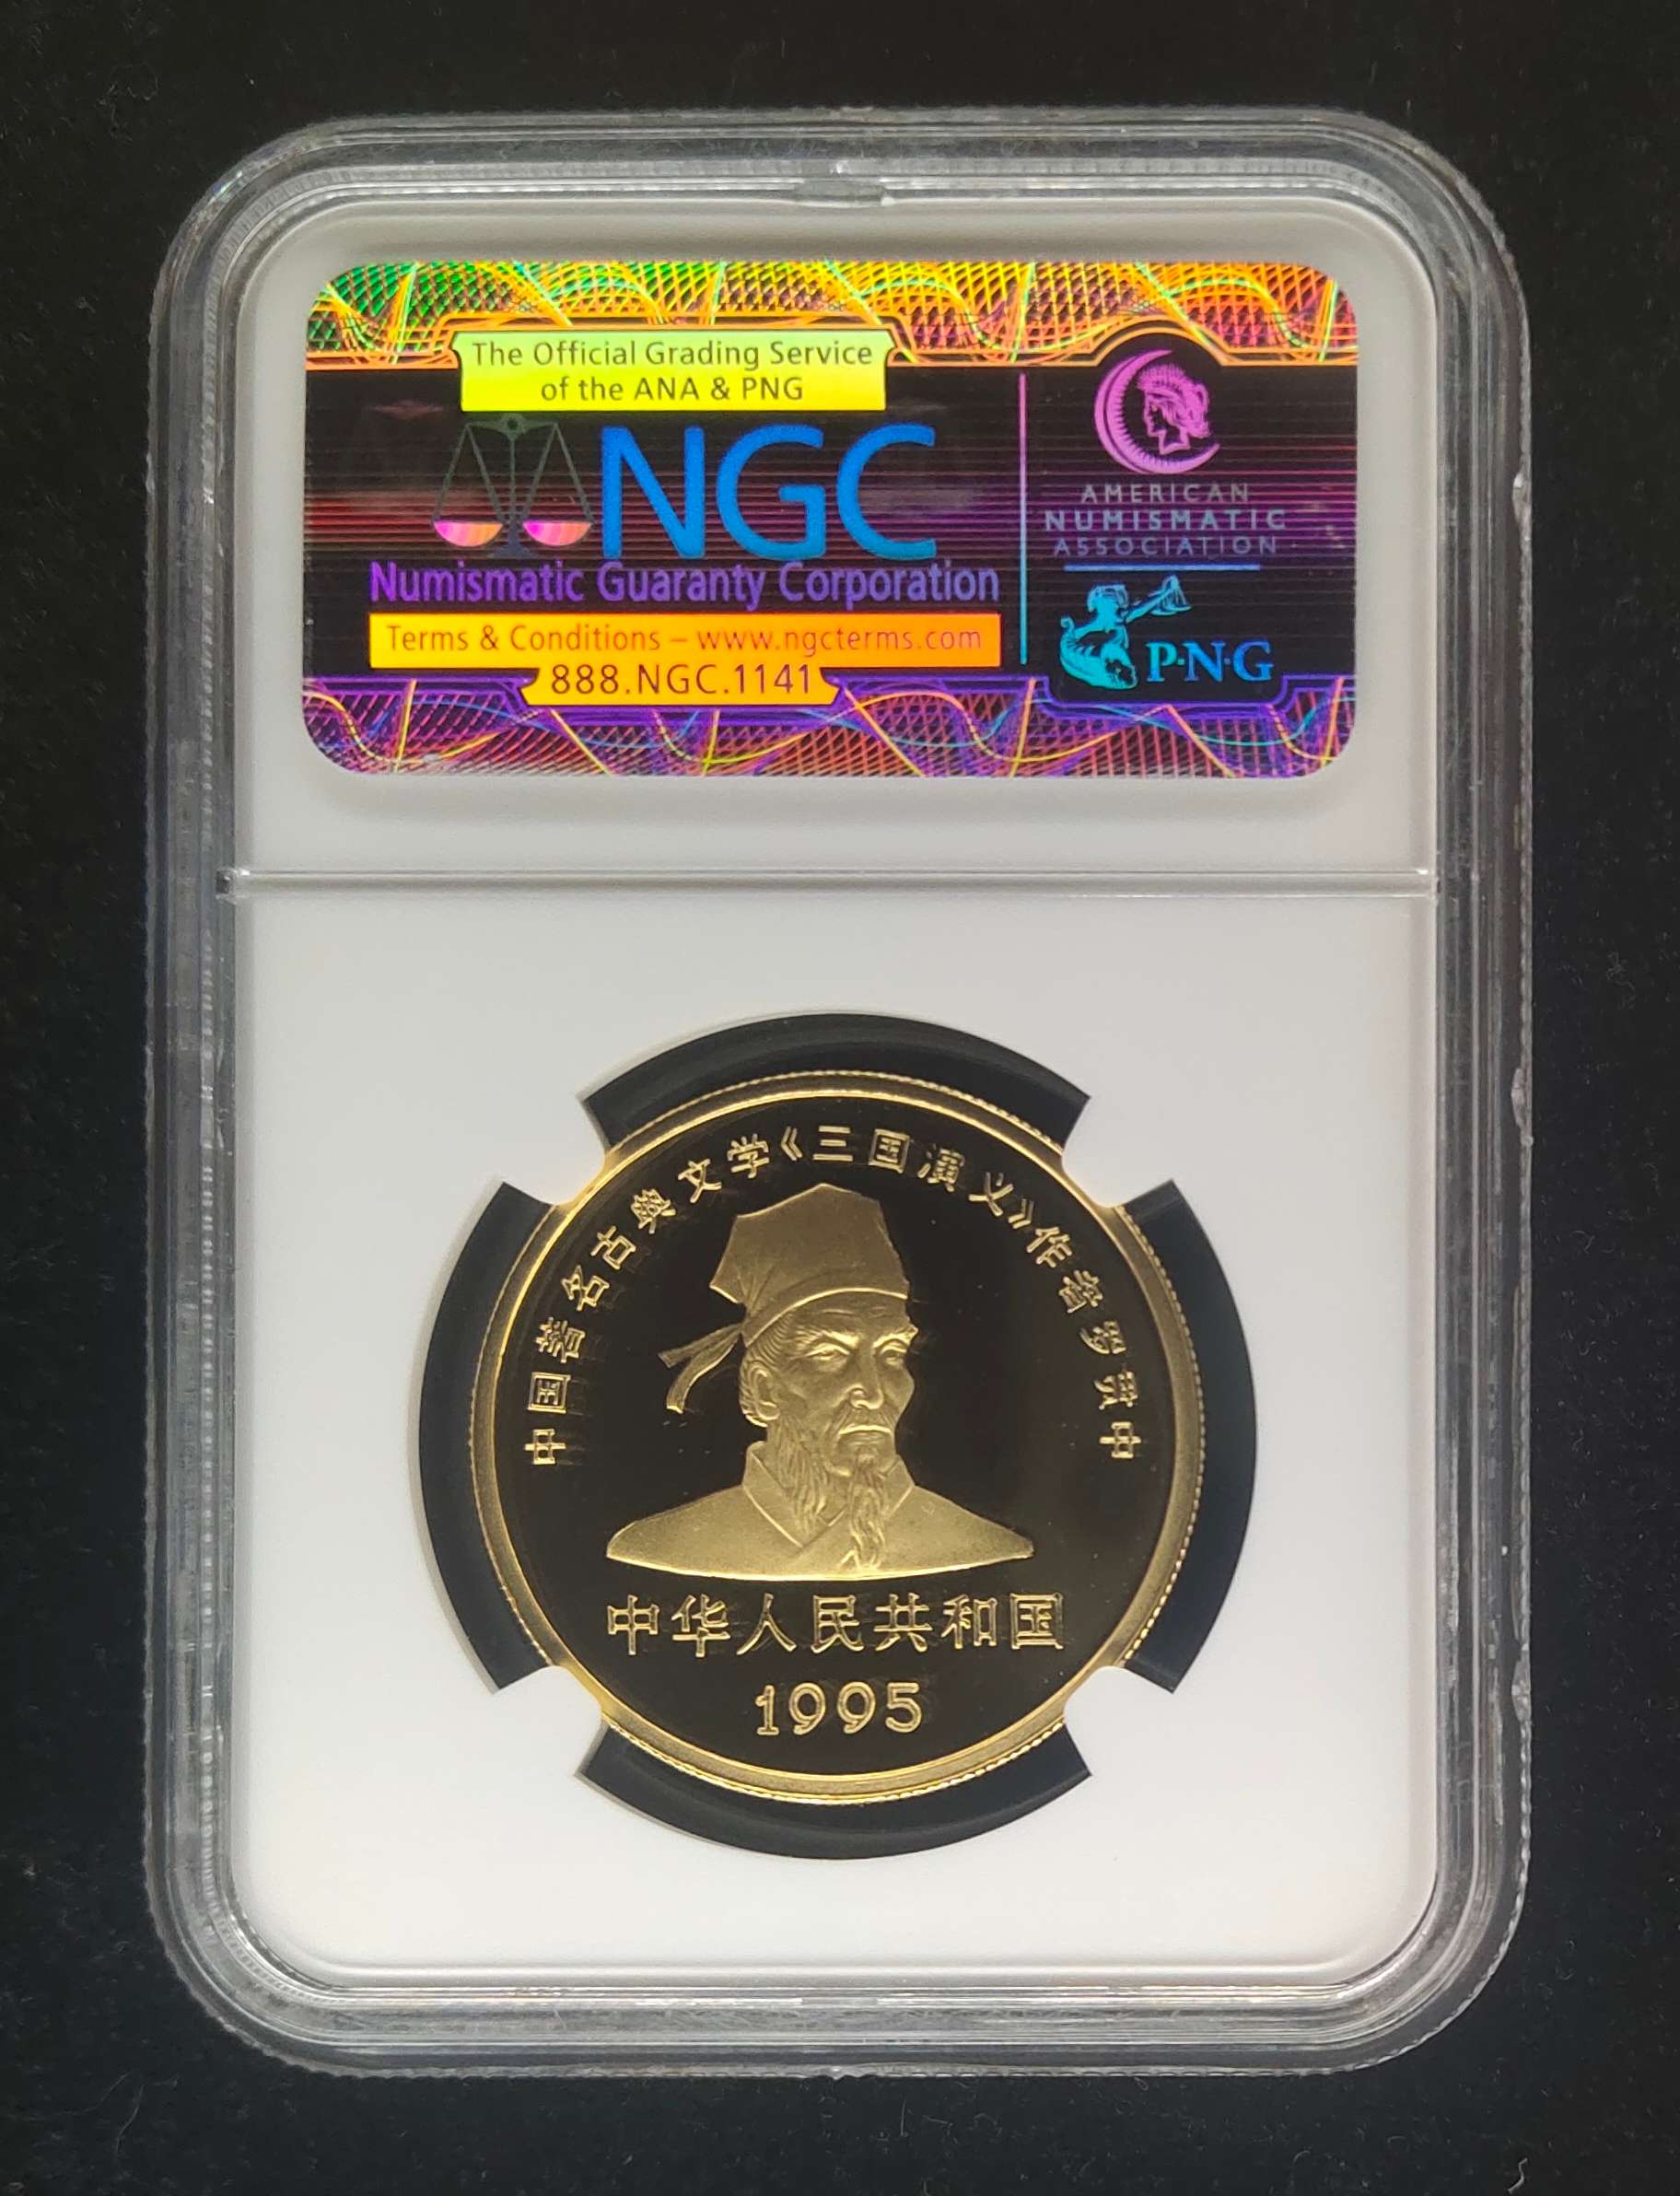 The Official Grading Service
of the ANA & PNG
NGC
Numismatic Guaranty Corporation
Terms & Conditions – www.ngcterms.com
888.NGC.1141
AMERICAN
NUMISMATIC
ASSOCIATION
P·N·G
中国著名古典文学《三国演义》作者罗贯中
中华人民共和国
1995